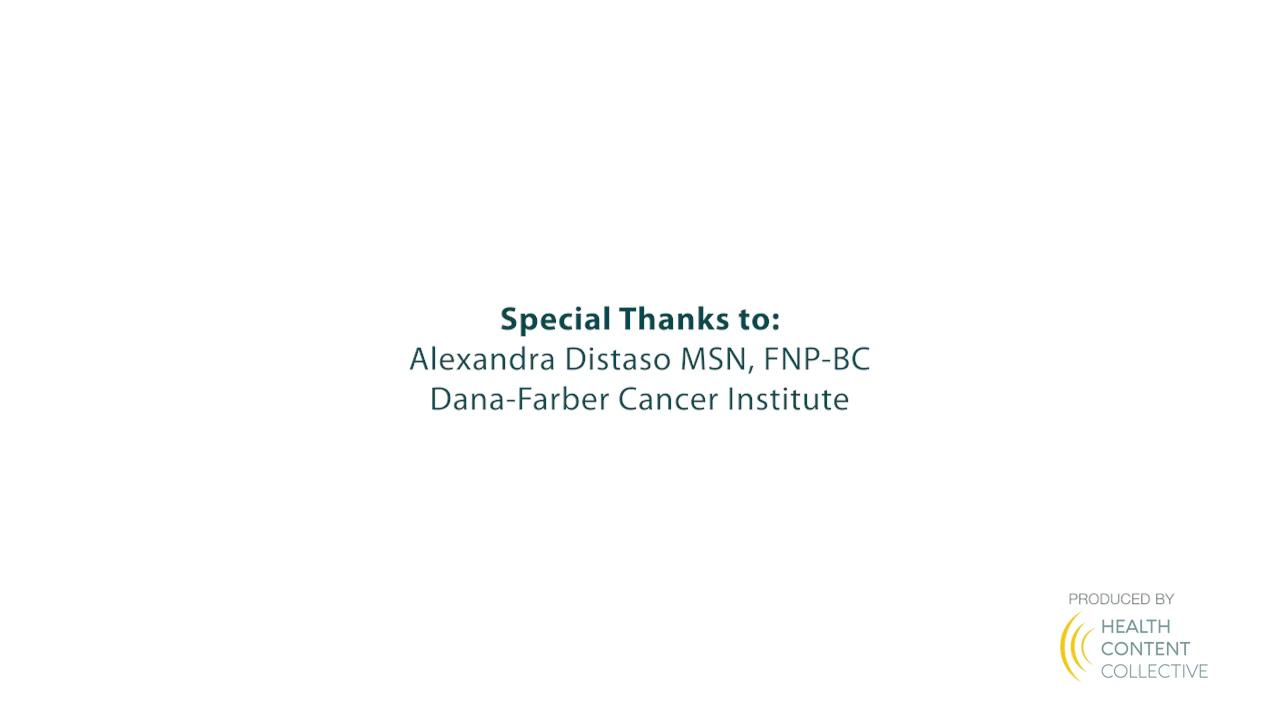 Special Thanks to:
Alexandra Distaso MSN, FNP-BC
Dana-Farber Cancer Institute
PRODUCED BY
HEALTH
CONTENT
COLLECTIVE